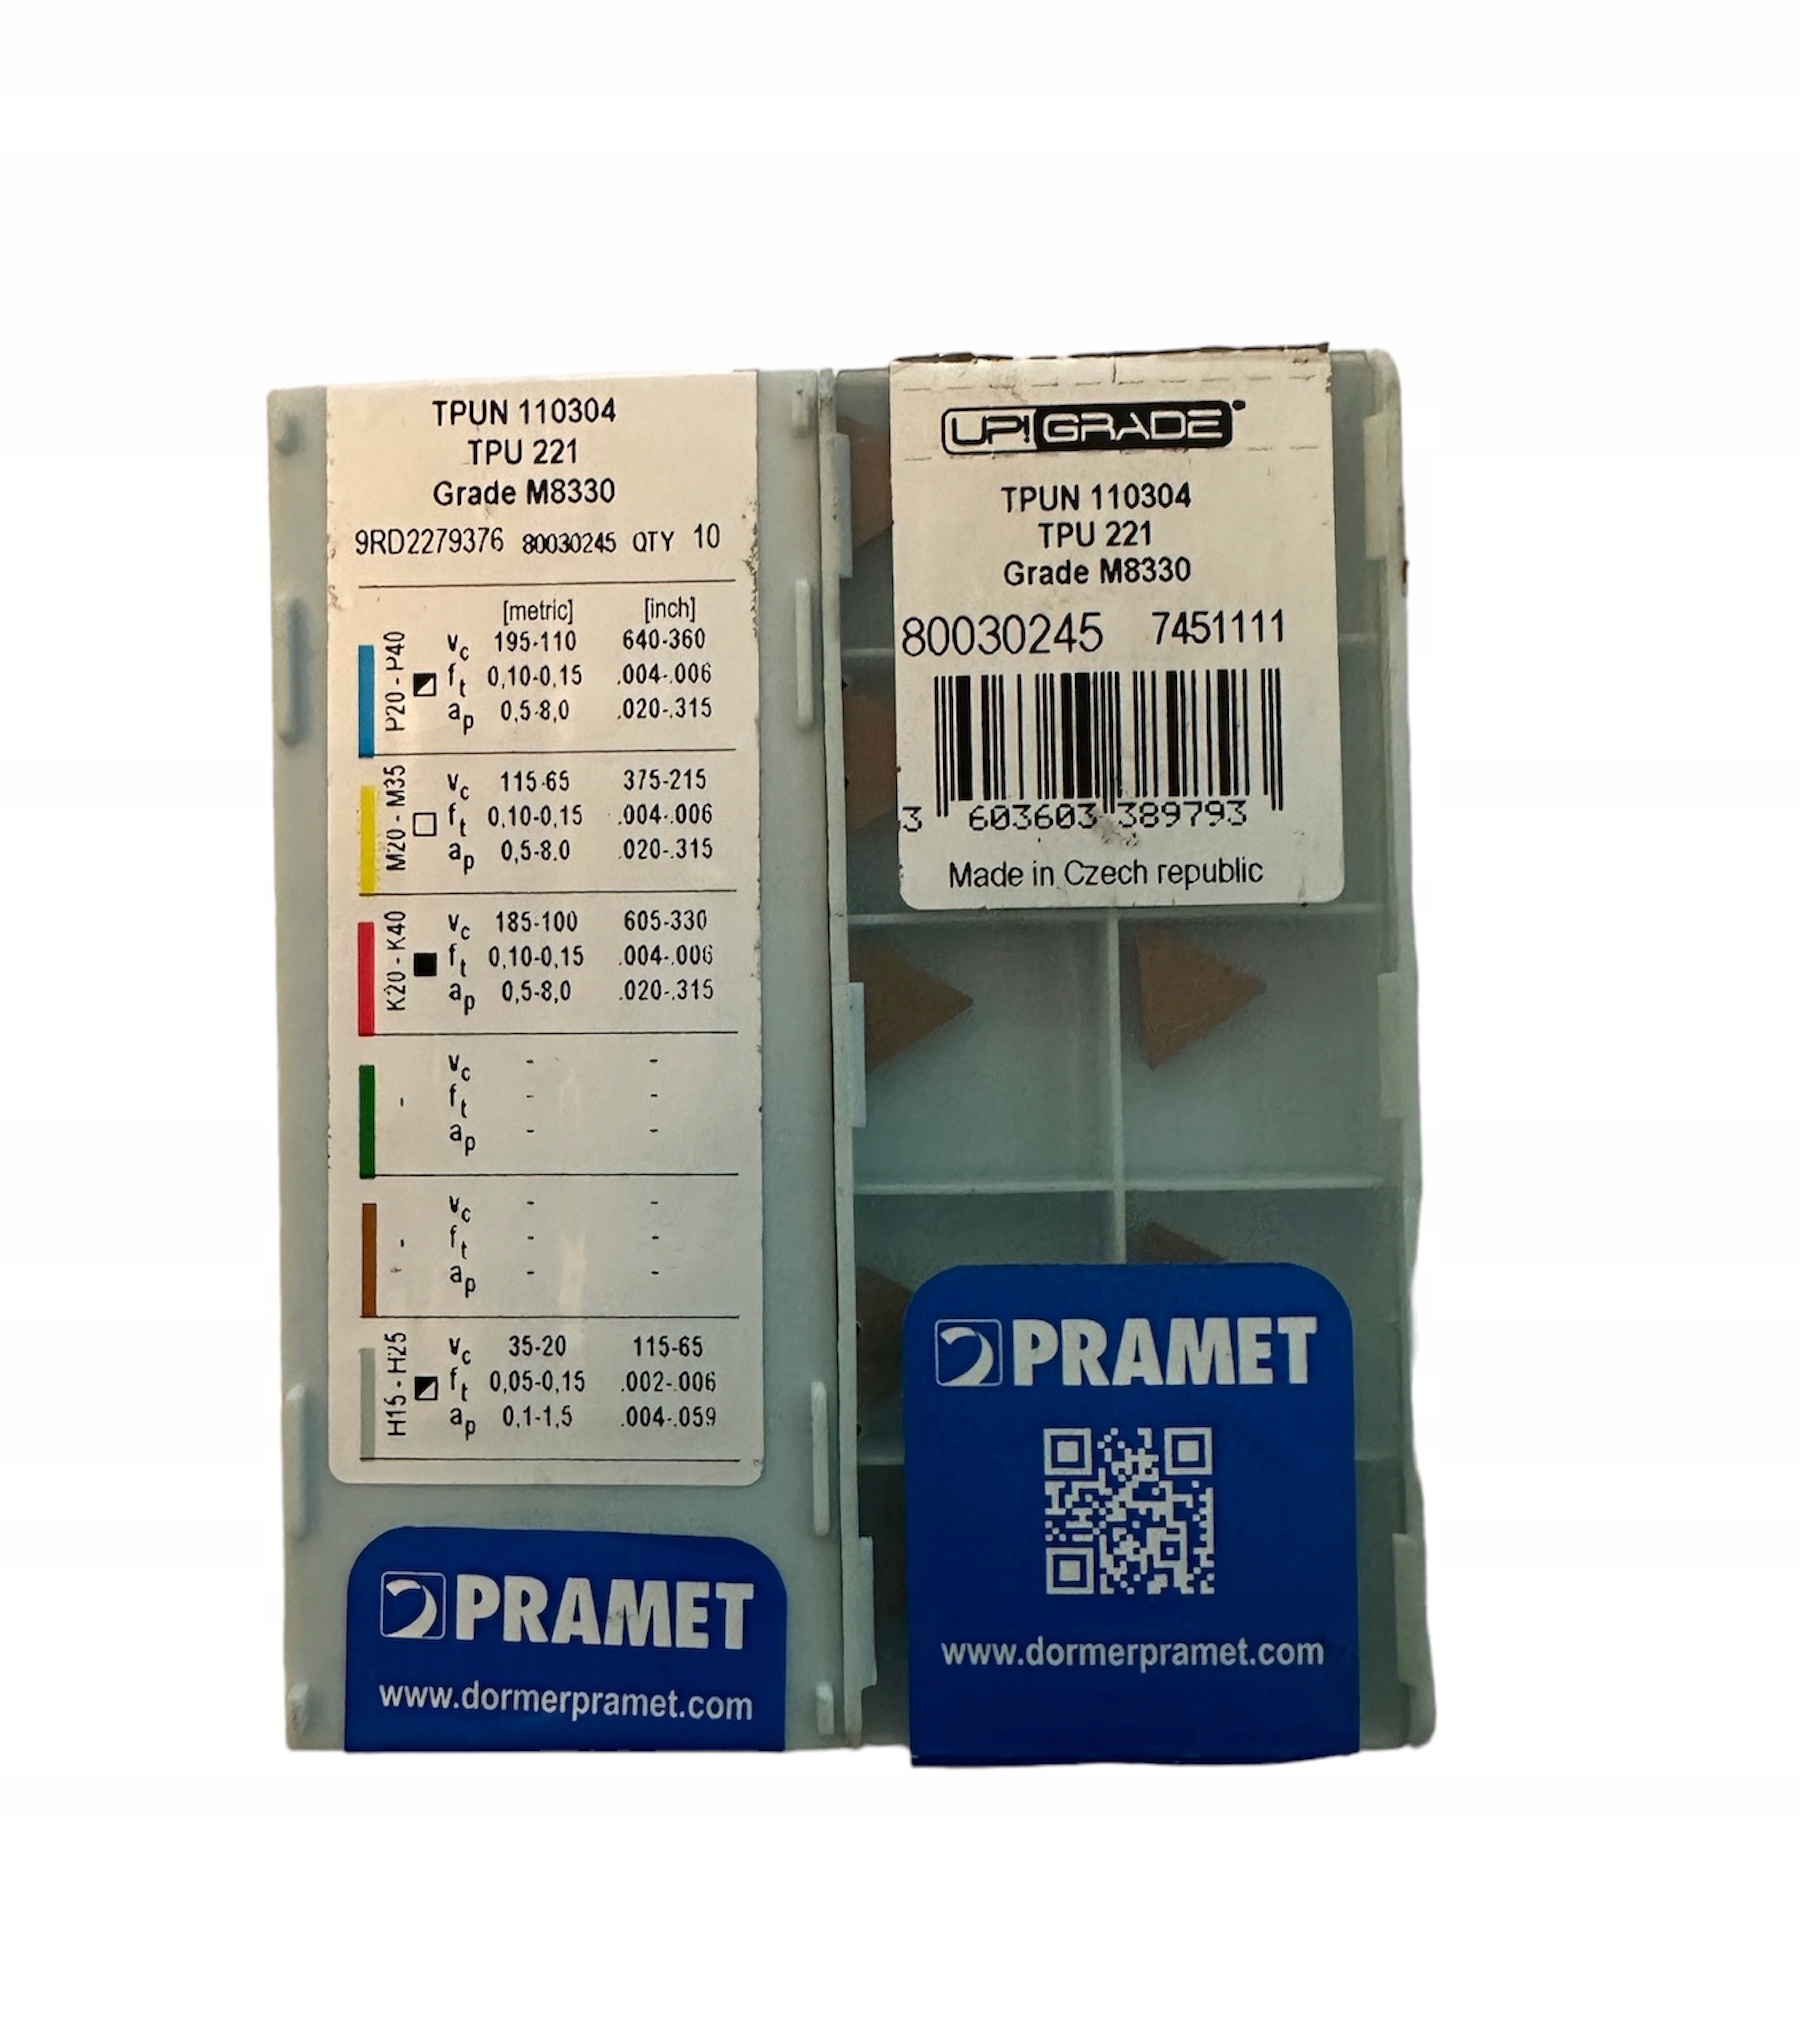 TPUN 110304
TPU 221
Grade M8330
9RD2279376 80030245 QTY 10
[metric] [inch]
P20 - P40
vc 195-110 640-360
ft 0,10-0,15 .004-.006
ap 0,5-8,0 .020-.315
M20 - M35
vc 115-65 375-215
ft 0,10-0,15 .004-.006
ap 0,5-8.0 .020-.315
K20 - K40
vc 185-100 605-330
ft 0,10-0,15 .004-.006
ap 0,5-8,0 .020-.315
-
vc - -
ft - -
ap - -
-
vc - -
ft - -
ap - -
H15 - H25
vc 35-20 115-65
ft 0,05-0,15 .002-.006
ap 0,1-1,5 .004-.059
PRAMET
www.dormerpramet.com
UP!GRADE
TPUN 110304
TPU 221
Grade M8330
80030245 7451111
3 603603 389793
Made in Czech republic
PRAMET
www.dormerpramet.com